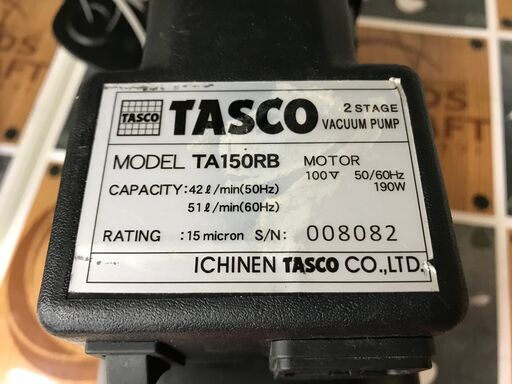 TASCO
TASCO
2 STAGE
VACUUM PUMP
MODEL TA150RB MOTOR
100V 50/60Hz
190W
CAPACITY :42ℓ/min(50Hz)
51ℓ/min(60Hz)
RATING :15 micron S/N: 008082
ICHINEN TASCO CO.,LTD.